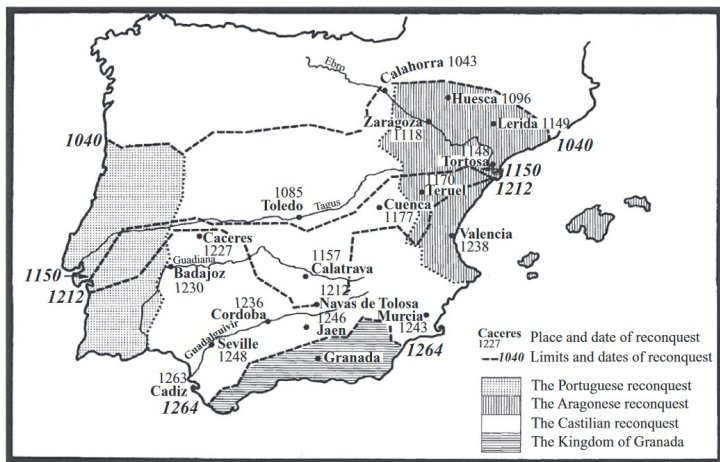 Ebro
Calahorra 1043
Huesca 1096
Zarágoza
1118
Lerida 1149
1040
1040
1148
Tortosa
1150
1212
1170
Teruel
1085
Toledo
Tagus
Cuenca
1177
Valencia
1238
Caceres
1227
Guadiana
Badajoz
1230
1150
1212
1157
Calatrava
1212
Navas de Tolosa
1236
Cordoba
1246
Jaen
Murcia
1243
Guadalquivir
Seville
1248
Granada
1264
1263
Cadiz
1264
Caceres
1227
Place and date of reconquest
1040 Limits and dates of reconquest
The Portuguese reconquest
The Aragonese reconquest
The Castilian reconquest
The Kingdom of Granada